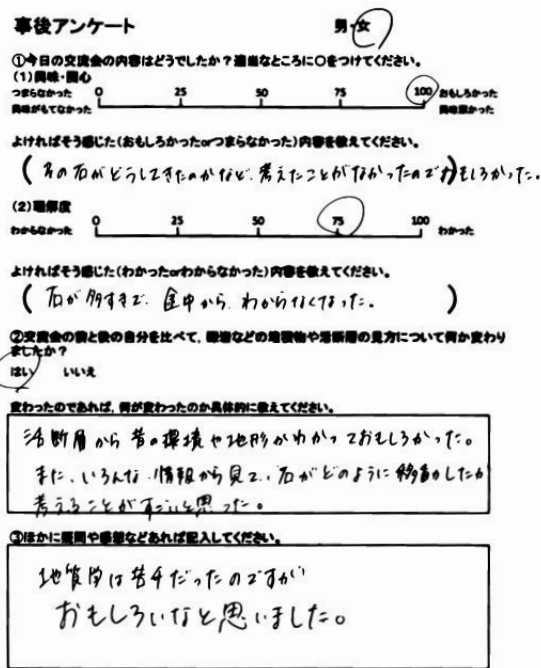 事後アンケート 男・女
①今日の交流会の内容はどうでしたか?適当なところに○をつけてください。
(1)興味・関心
つまらなかった 0 25 50 75 100 おもしろかった
興味がもてなかった 興味深かった
よければそう感じた(おもしろかったorつまらなかった)内容を教えてください。
(その石がどうしてきたのかなど、考えたことがなかったのでおもしろかった。)
(2)理解度
0 25 50 75 100
わからなかった わかった
よければそう感じた(わかったorわからなかった)内容を教えてください。
(石が多すぎて、途中から、わからなくなった。)
②交流会の前と後の自分を比べて、などの堆積物や活断層の見方について何か変わり
ましたか?
はい いいえ
変わったのであれば、何が変わったのか具体的に教えてください。
活断層から昔の環境や地形がわかっておもしろかった。
また、いろんな情報から見て、石がどのように移動したか
考えることがすごいと思った。
③ほかに疑問や感想などあれば記入してください。
地質学は苦手だったのですが
おもしろいなと思いました。